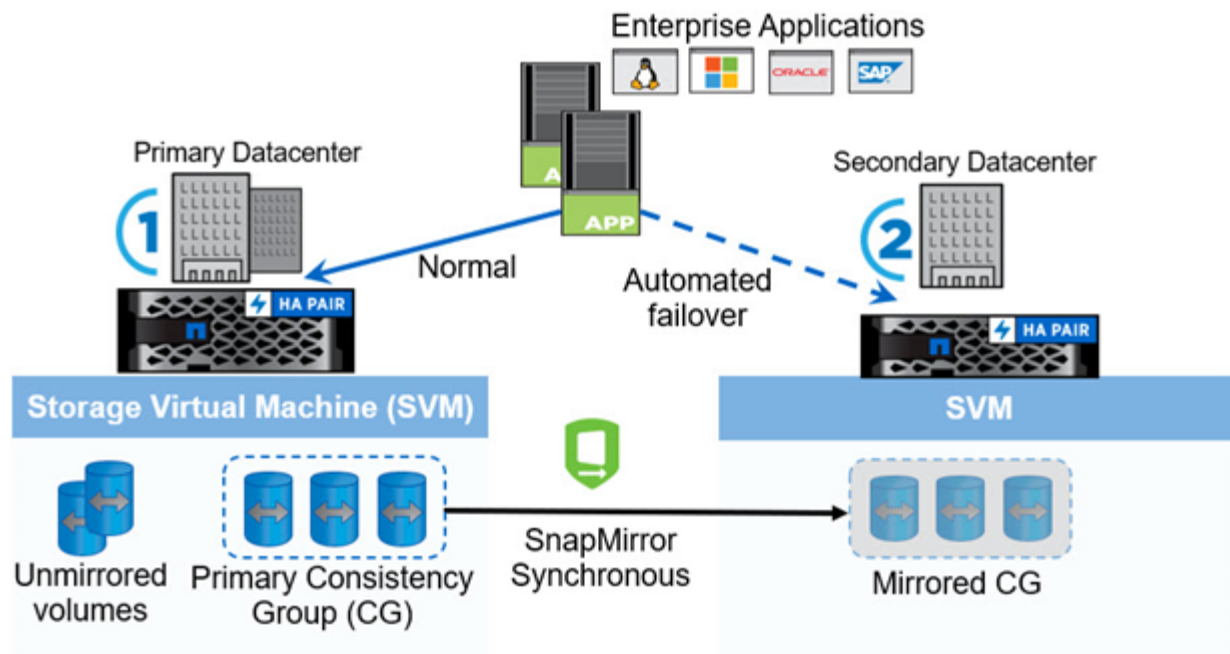 Enterprise Applications
ORACLE
SAP
Primary Datacenter
Secondary Datacenter
1
APP
2
Normal
Automated
failover
HA PAIR
HA PAIR
Storage Virtual Machine (SVM)
SVM
Unmirrored
volumes
Primary Consistency
Group (CG)
SnapMirror
Synchronous
Mirrored CG